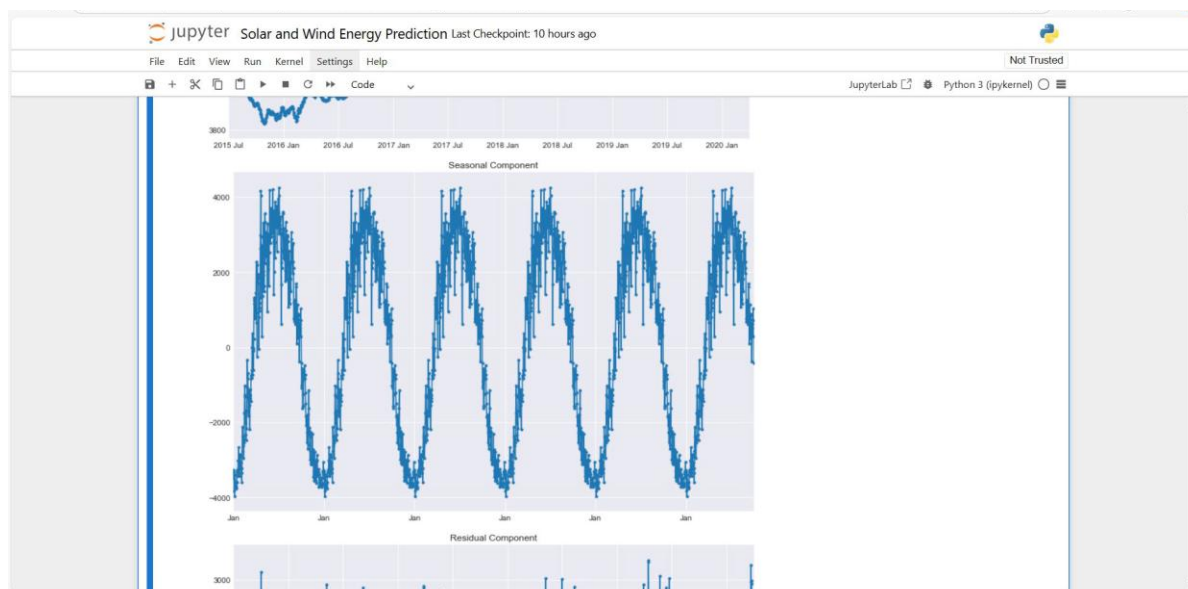 jupyter Solar and Wind Energy Prediction Last Checkpoint: 10 hours ago
File Edit View Run Kernel Settings Help
Not Trusted
Code
JupyterLab
Python 3 (ipykernel)
3800
2015 Jul 2016 Jan 2016 Jul 2017 Jan 2017 Jul 2018 Jan 2018 Jul 2019 Jan 2019 Jul 2020 Jan
Seasonal Component
4000
2000
0
−2000
−4000
Jan Jan Jan Jan Jan Jan
Residual Component
3000